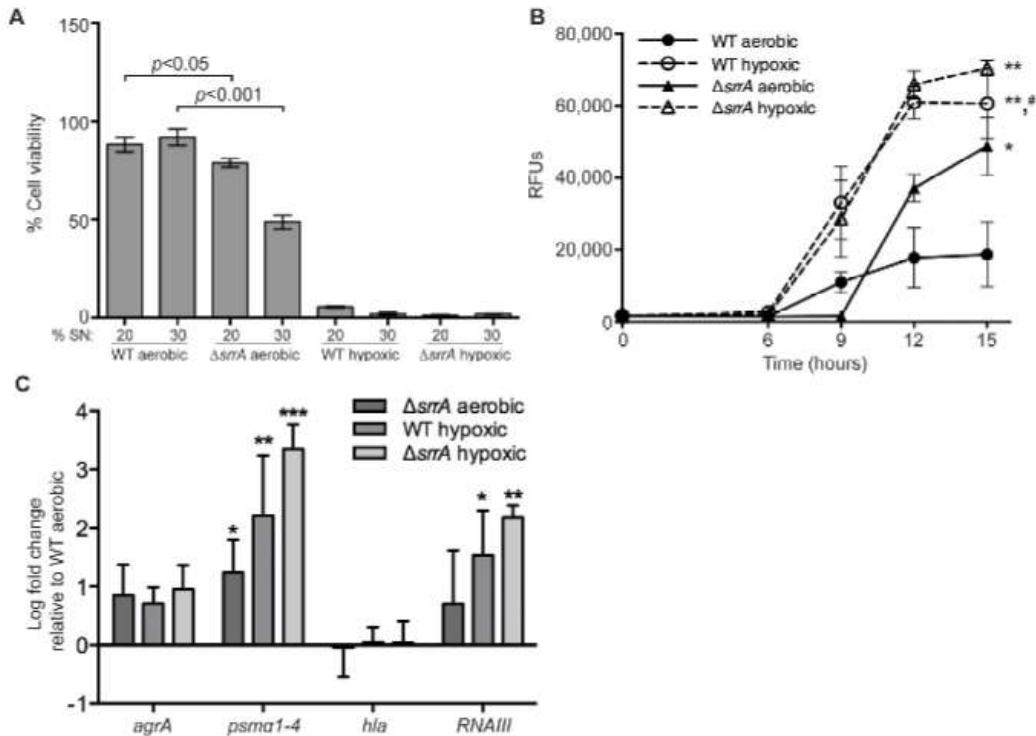 A
150
100
50
0
% Cell viability
p<0.05
p<0.001
% SN: 20 30 20 30 20 30 20 30
WT aerobic ΔsrrA aerobic WT hypoxic ΔsrrA hypoxic
B
80,000
60,000
40,000
20,000
0
RFUs
WT aerobic
WT hypoxic
ΔsrrA aerobic
ΔsrrA hypoxic
**
**,#
*
0 6 9 12 15
Time (hours)
C
4
3
2
1
0
-1
Log fold change
relative to WT aerobic
ΔsrrA aerobic
WT hypoxic
ΔsrrA hypoxic
* ** *** * **
agrA psmα1-4 hla RNAIII